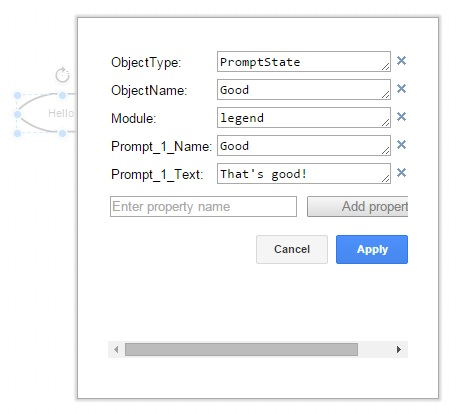 ObjectType: PromptState
ObjectName: Good
Module: legend
Prompt_1_Name: Good
Prompt_1_Text: That's good!
Enter property name Add propert
Cancel Apply
Hello